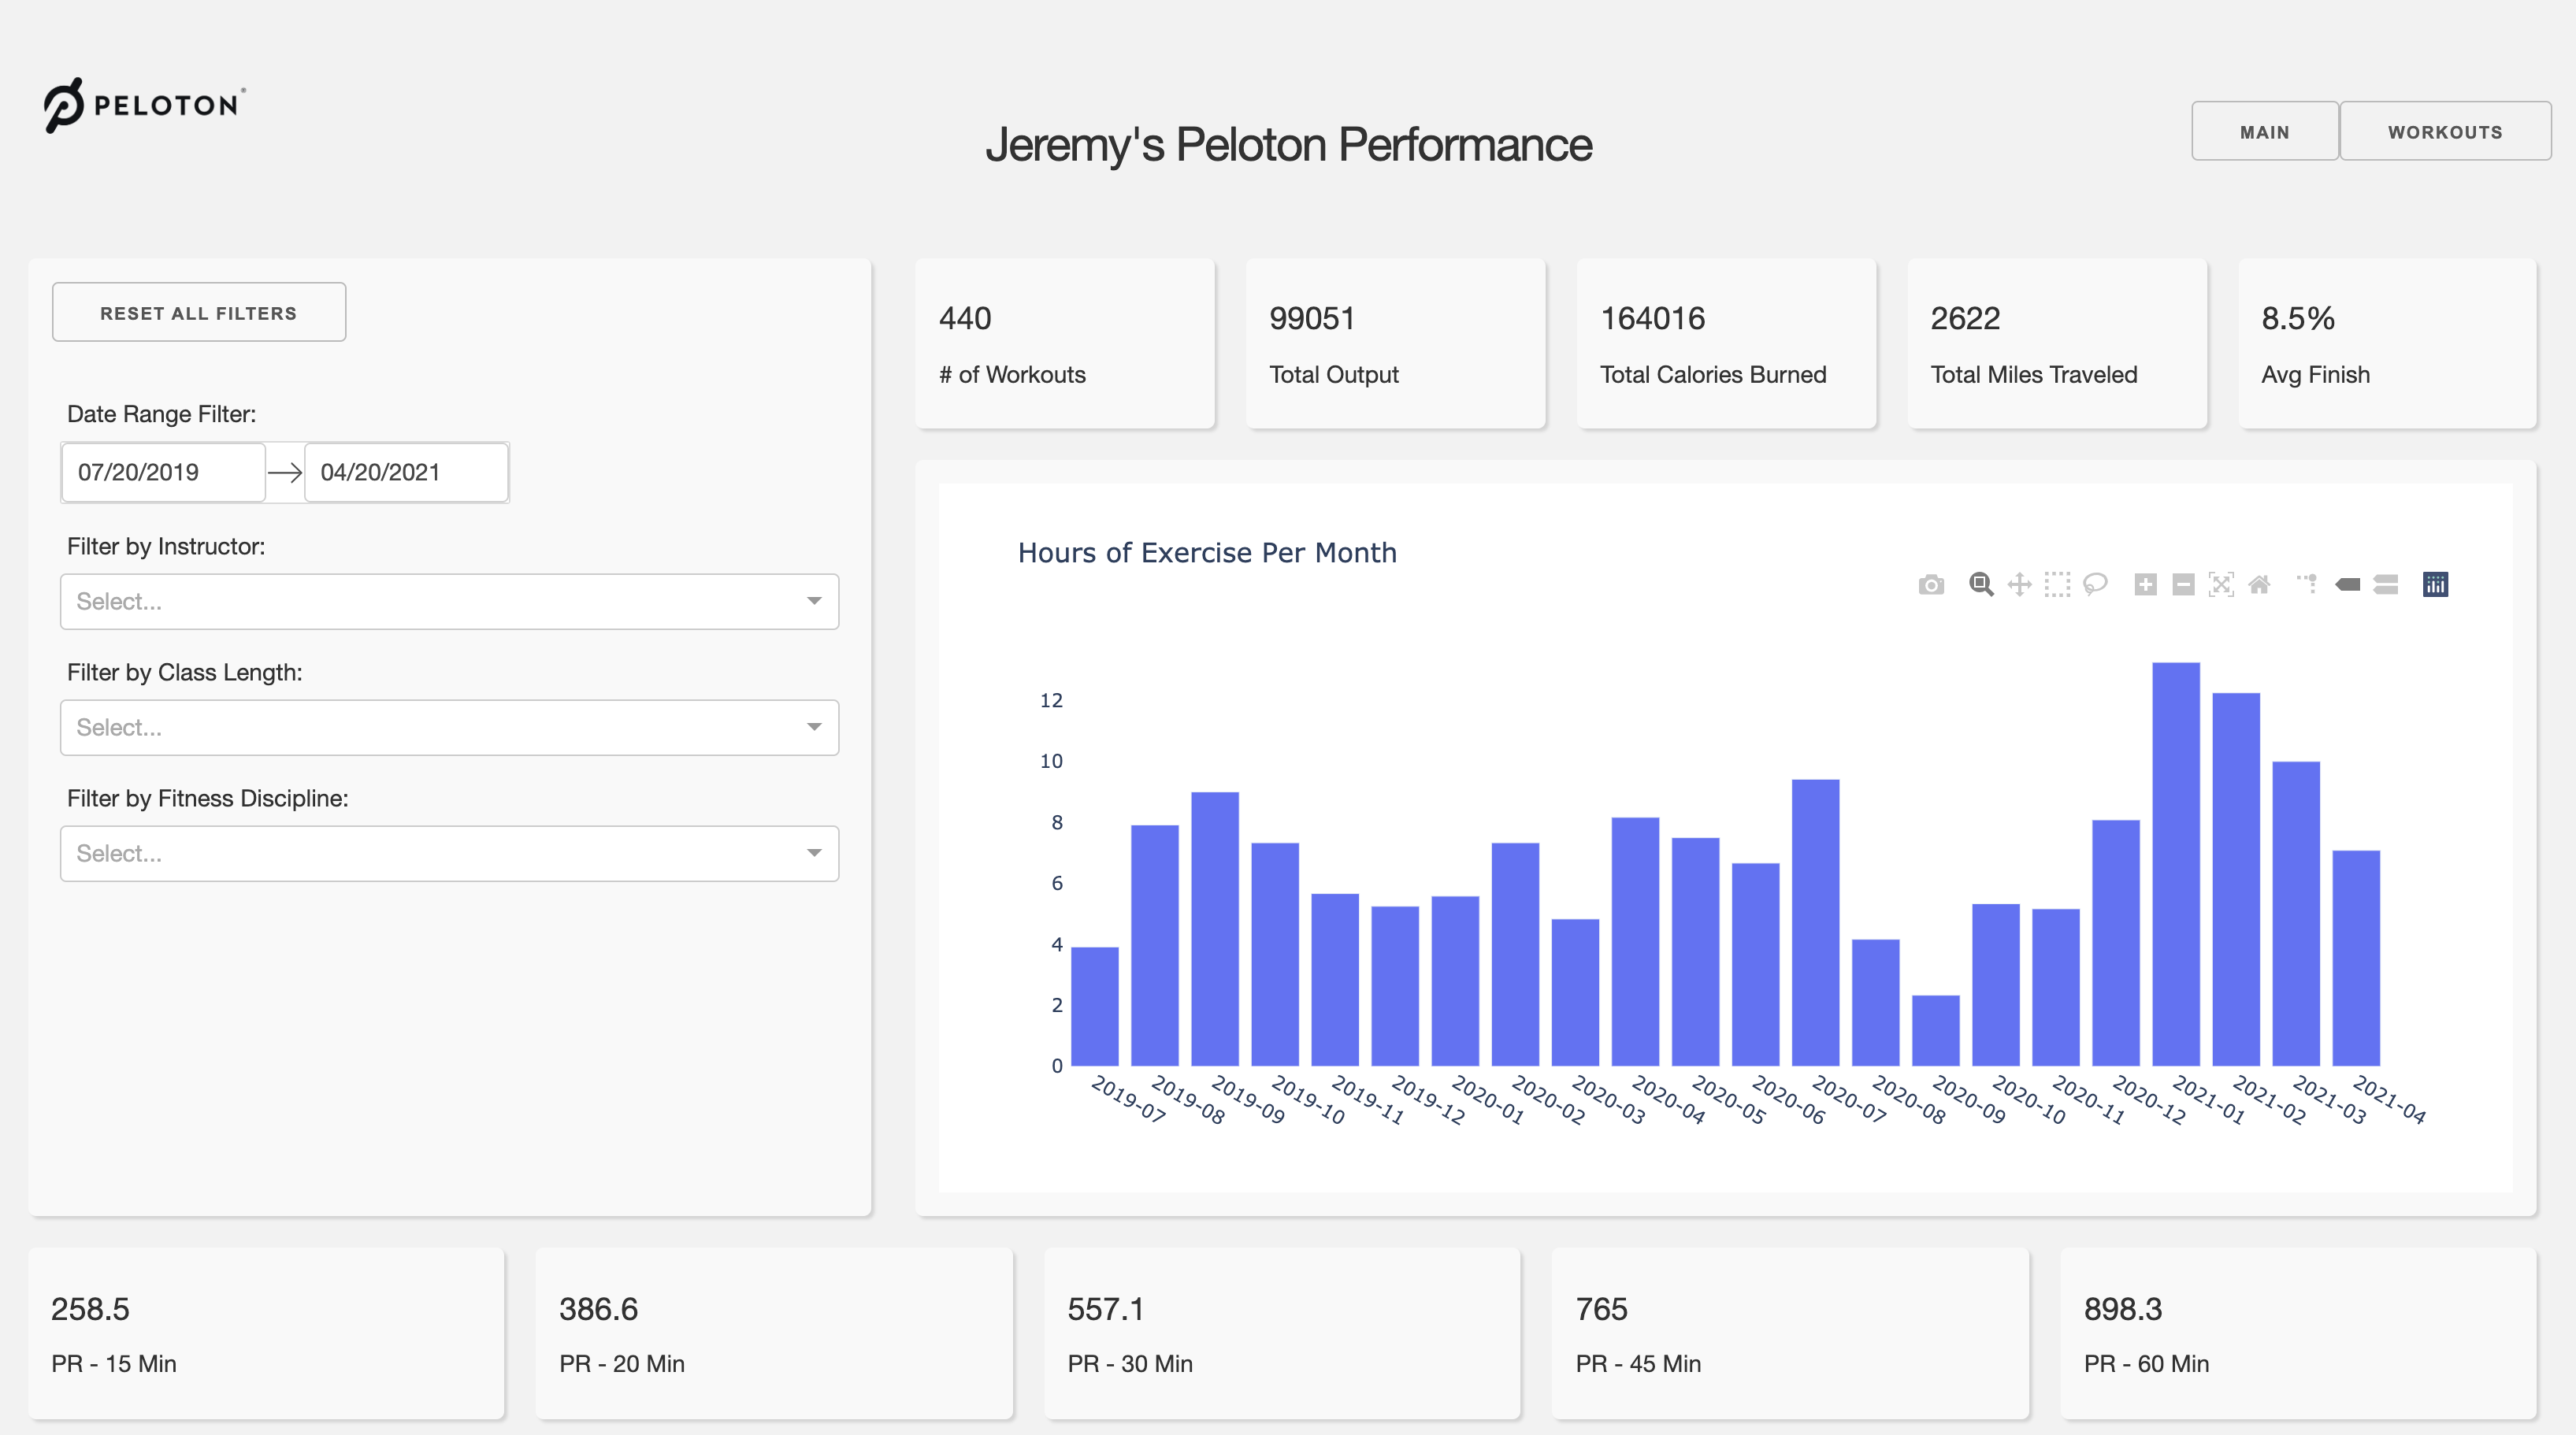 PELOTON
Jeremy's Peloton Performance
MAIN
WORKOUTS
RESET ALL FILTERS
Date Range Filter:
07/20/2019
04/20/2021
Filter by Instructor:
Select...
Filter by Class Length:
Select...
Filter by Fitness Discipline:
Select...
440
# of Workouts
99051
Total Output
164016
Total Calories Burned
2622
Total Miles Traveled
8.5%
Avg Finish
Hours of Exercise Per Month
12
10
8
6
4
2
0
2019-07
2019-08
2019-09
2019-10
2019-11
2019-12
2020-01
2020-02
2020-03
2020-04
2020-05
2020-06
2020-07
2020-08
2020-09
2020-10
2020-11
2020-12
2021-01
2021-02
2021-03
2021-04
258.5
PR - 15 Min
386.6
PR - 20 Min
557.1
PR - 30 Min
765
PR - 45 Min
898.3
PR - 60 Min